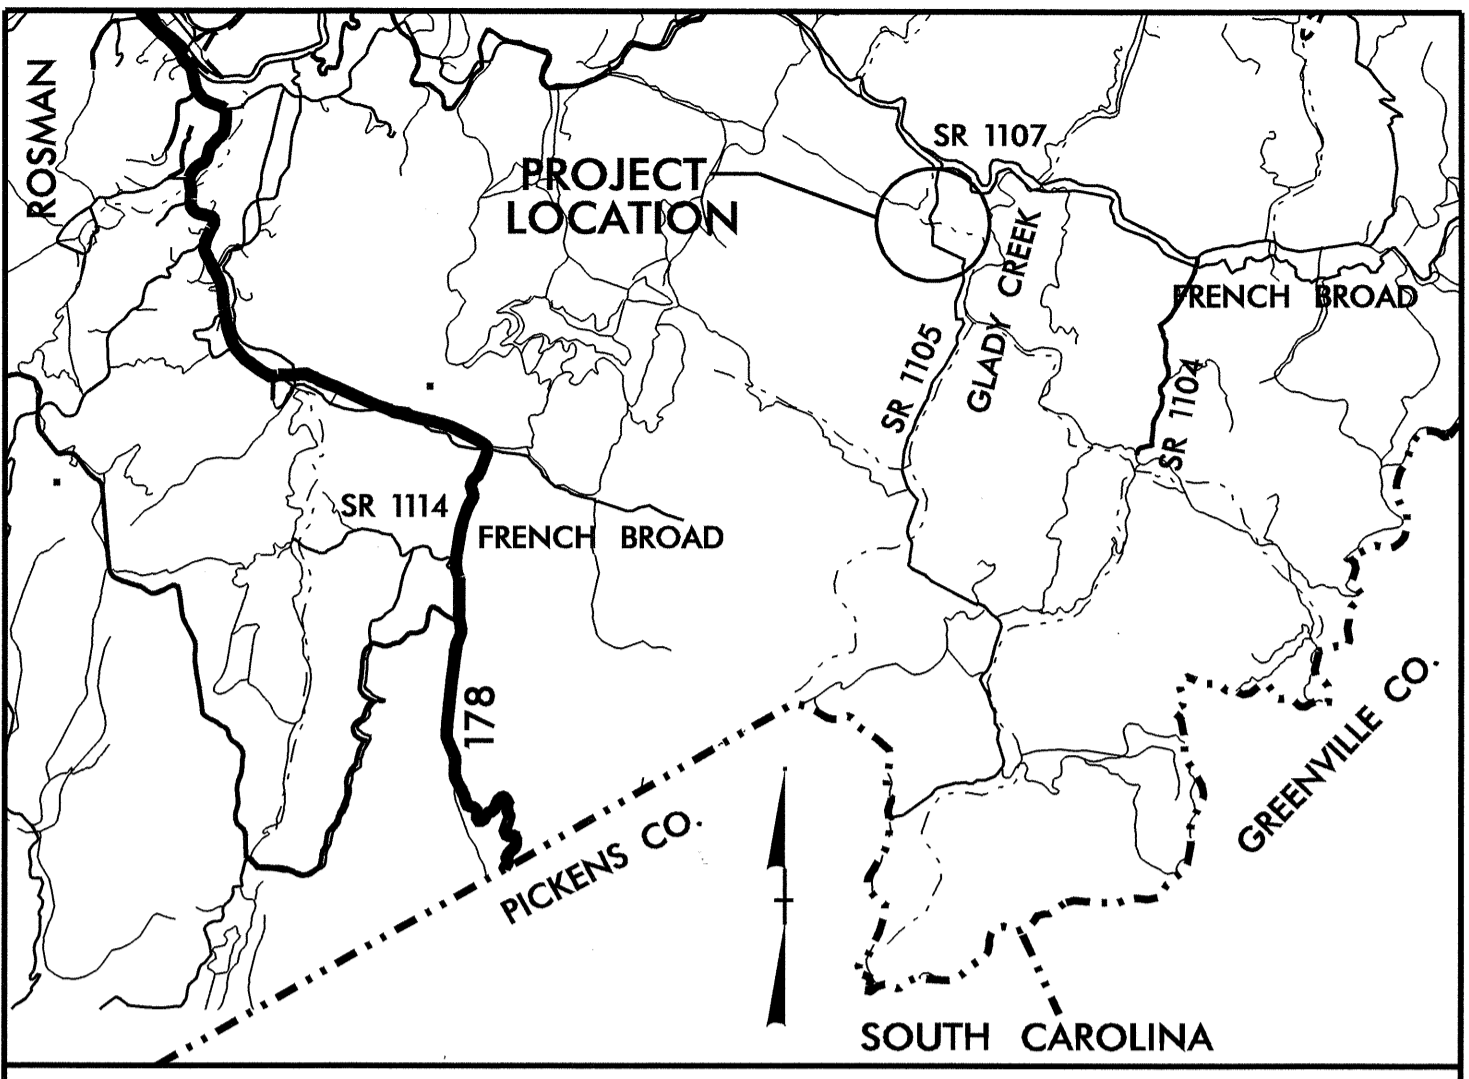 ROSMAN
SR 1107
PROJECT
LOCATION
GLADY CREEK
FRENCH BROAD
SR 1105
SR 1104
SR 1114
FRENCH BROAD
178
GREENVILLE CO.
PICKENS CO.
SOUTH CAROLINA